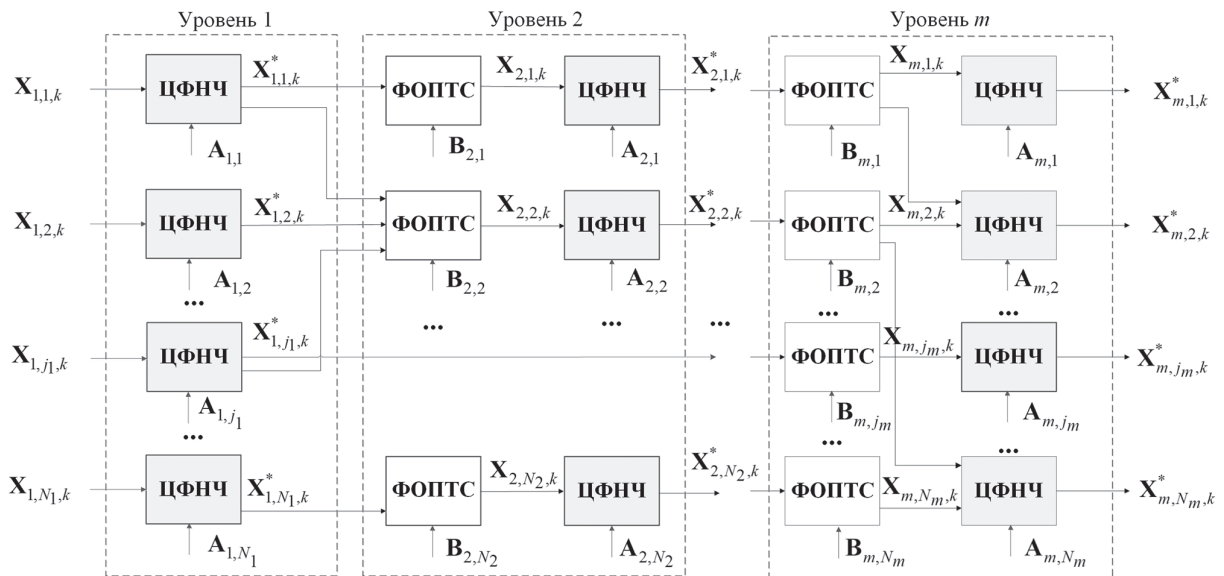 Уровень 1 Уровень 2 Уровень m
X1,1,k ЦФНЧ X*1,1,k ФОПТС X2,1,k ЦФНЧ X*2,1,k ФОПТС Xm,1,k ЦФНЧ X*m,1,k
A1,1 B2,1 A2,1 Bm,1 Am,1
X1,2,k ЦФНЧ X*1,2,k ФОПТС X2,2,k ЦФНЧ X*2,2,k ФОПТС Xm,2,k ЦФНЧ X*m,2,k
A1,2 B2,2 A2,2 Bm,2 Am,2
... ... ... ... ... ...
X1,j1,k ЦФНЧ X*1,j1,k ФОПТС Xm,jm,k ЦФНЧ X*m,jm,k
A1,j1 Bm,jm Am,jm
... ... ...
X1,N1,k ЦФНЧ X*1,N1,k ФОПТС X2,N2,k ЦФНЧ X*2,N2,k ФОПТС Xm,Nm,k ЦФНЧ X*m,Nm,k
A1,N1 B2,N2 A2,N2 Bm,Nm Am,Nm